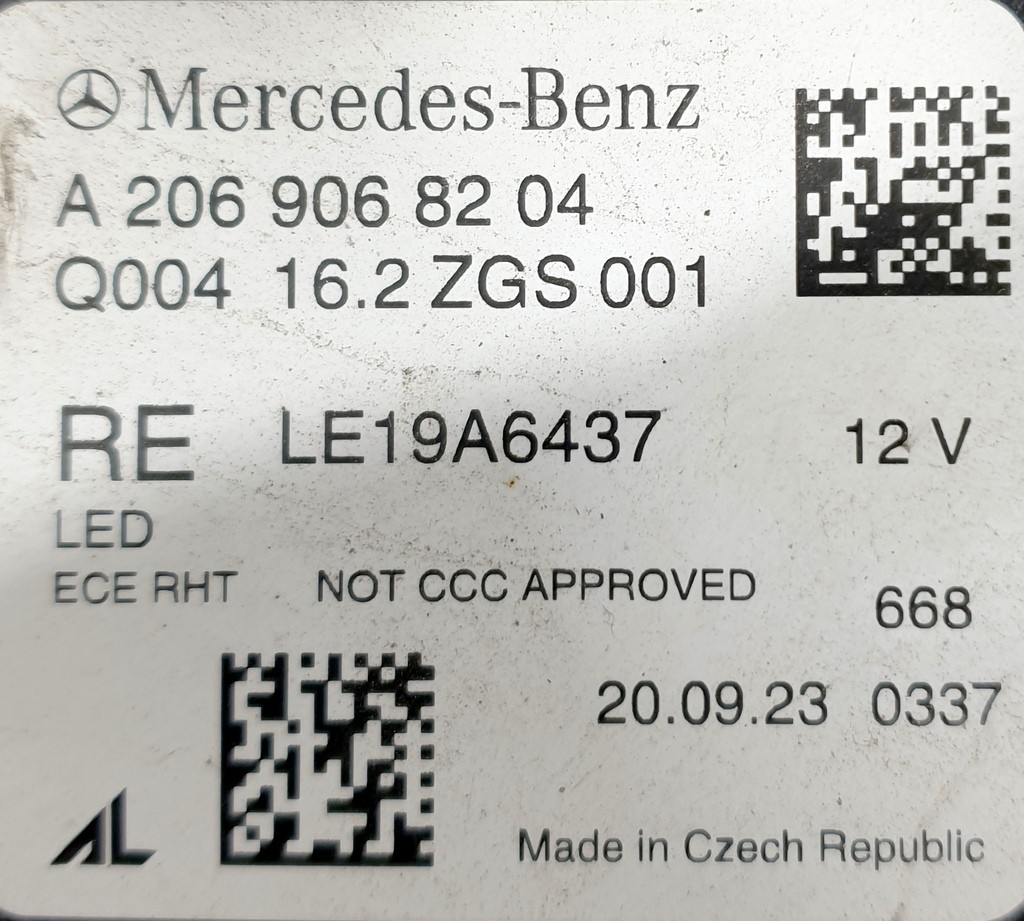 Mercedes-Benz
A 206 906 82 04
Q004 16.2 ZGS 001
RE LE19A6437 12 V
LED
ECE RHT NOT CCC APPROVED
668
20.09.23 0337
AL
Made in Czech Republic